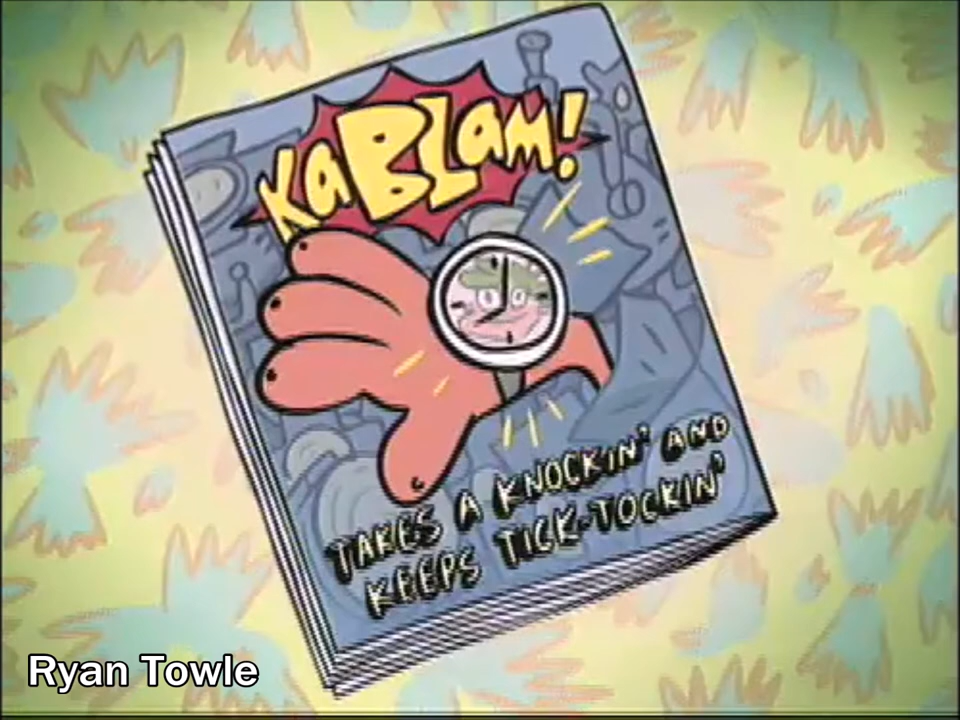 KaBLam!
TAKES A KNOCKIN' AND
KEEPS TICK-TOCKIN'
Ryan Towle